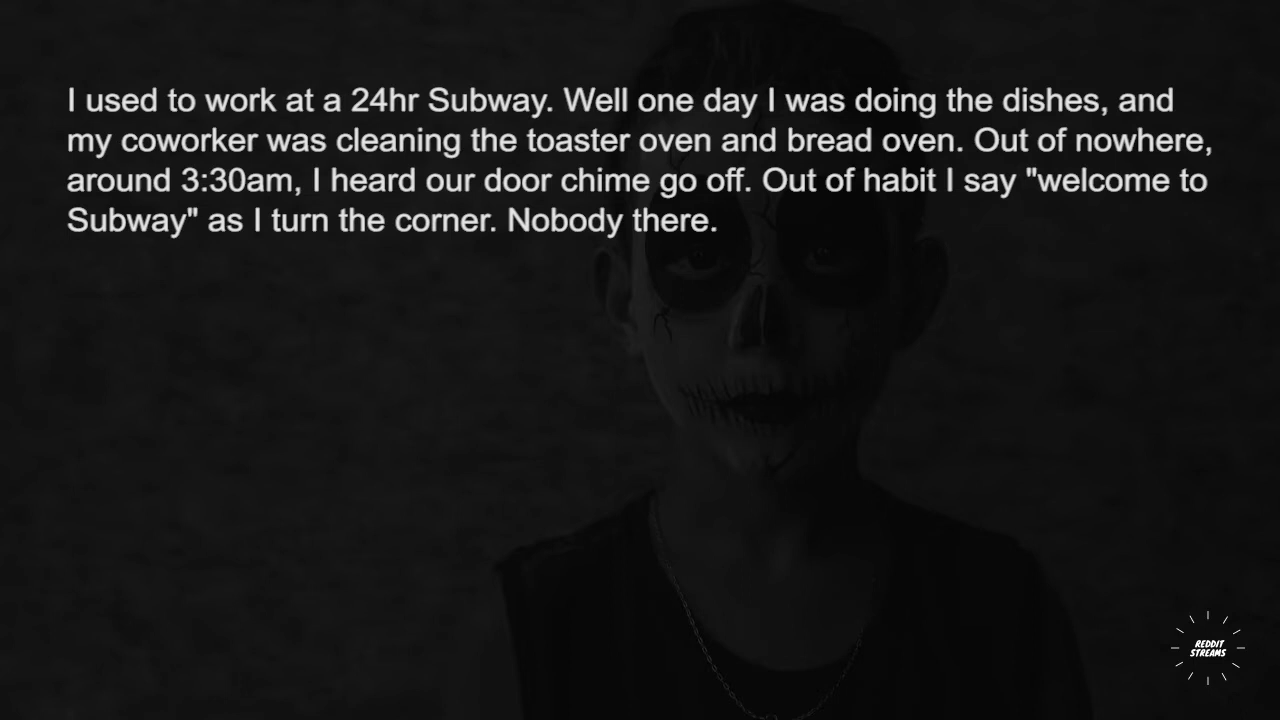 I used to work at a 24hr Subway. Well one day I was doing the dishes, and
my coworker was cleaning the toaster oven and bread oven. Out of nowhere,
around 3:30am, I heard our door chime go off. Out of habit I say "welcome to
Subway" as I turn the corner. Nobody there.
REDDIT
STREAMS